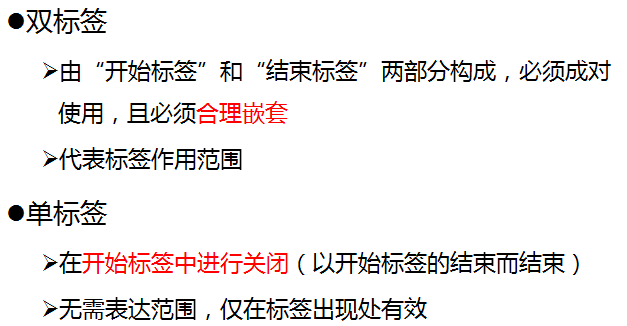 ●双标签
➢由“开始标签”和“结束标签”两部分构成，必须成对
使用，且必须合理嵌套
➢代表标签作用范围
●单标签
➢在开始标签中进行关闭（以开始标签的结束而结束）
➢无需表达范围，仅在标签出现处有效